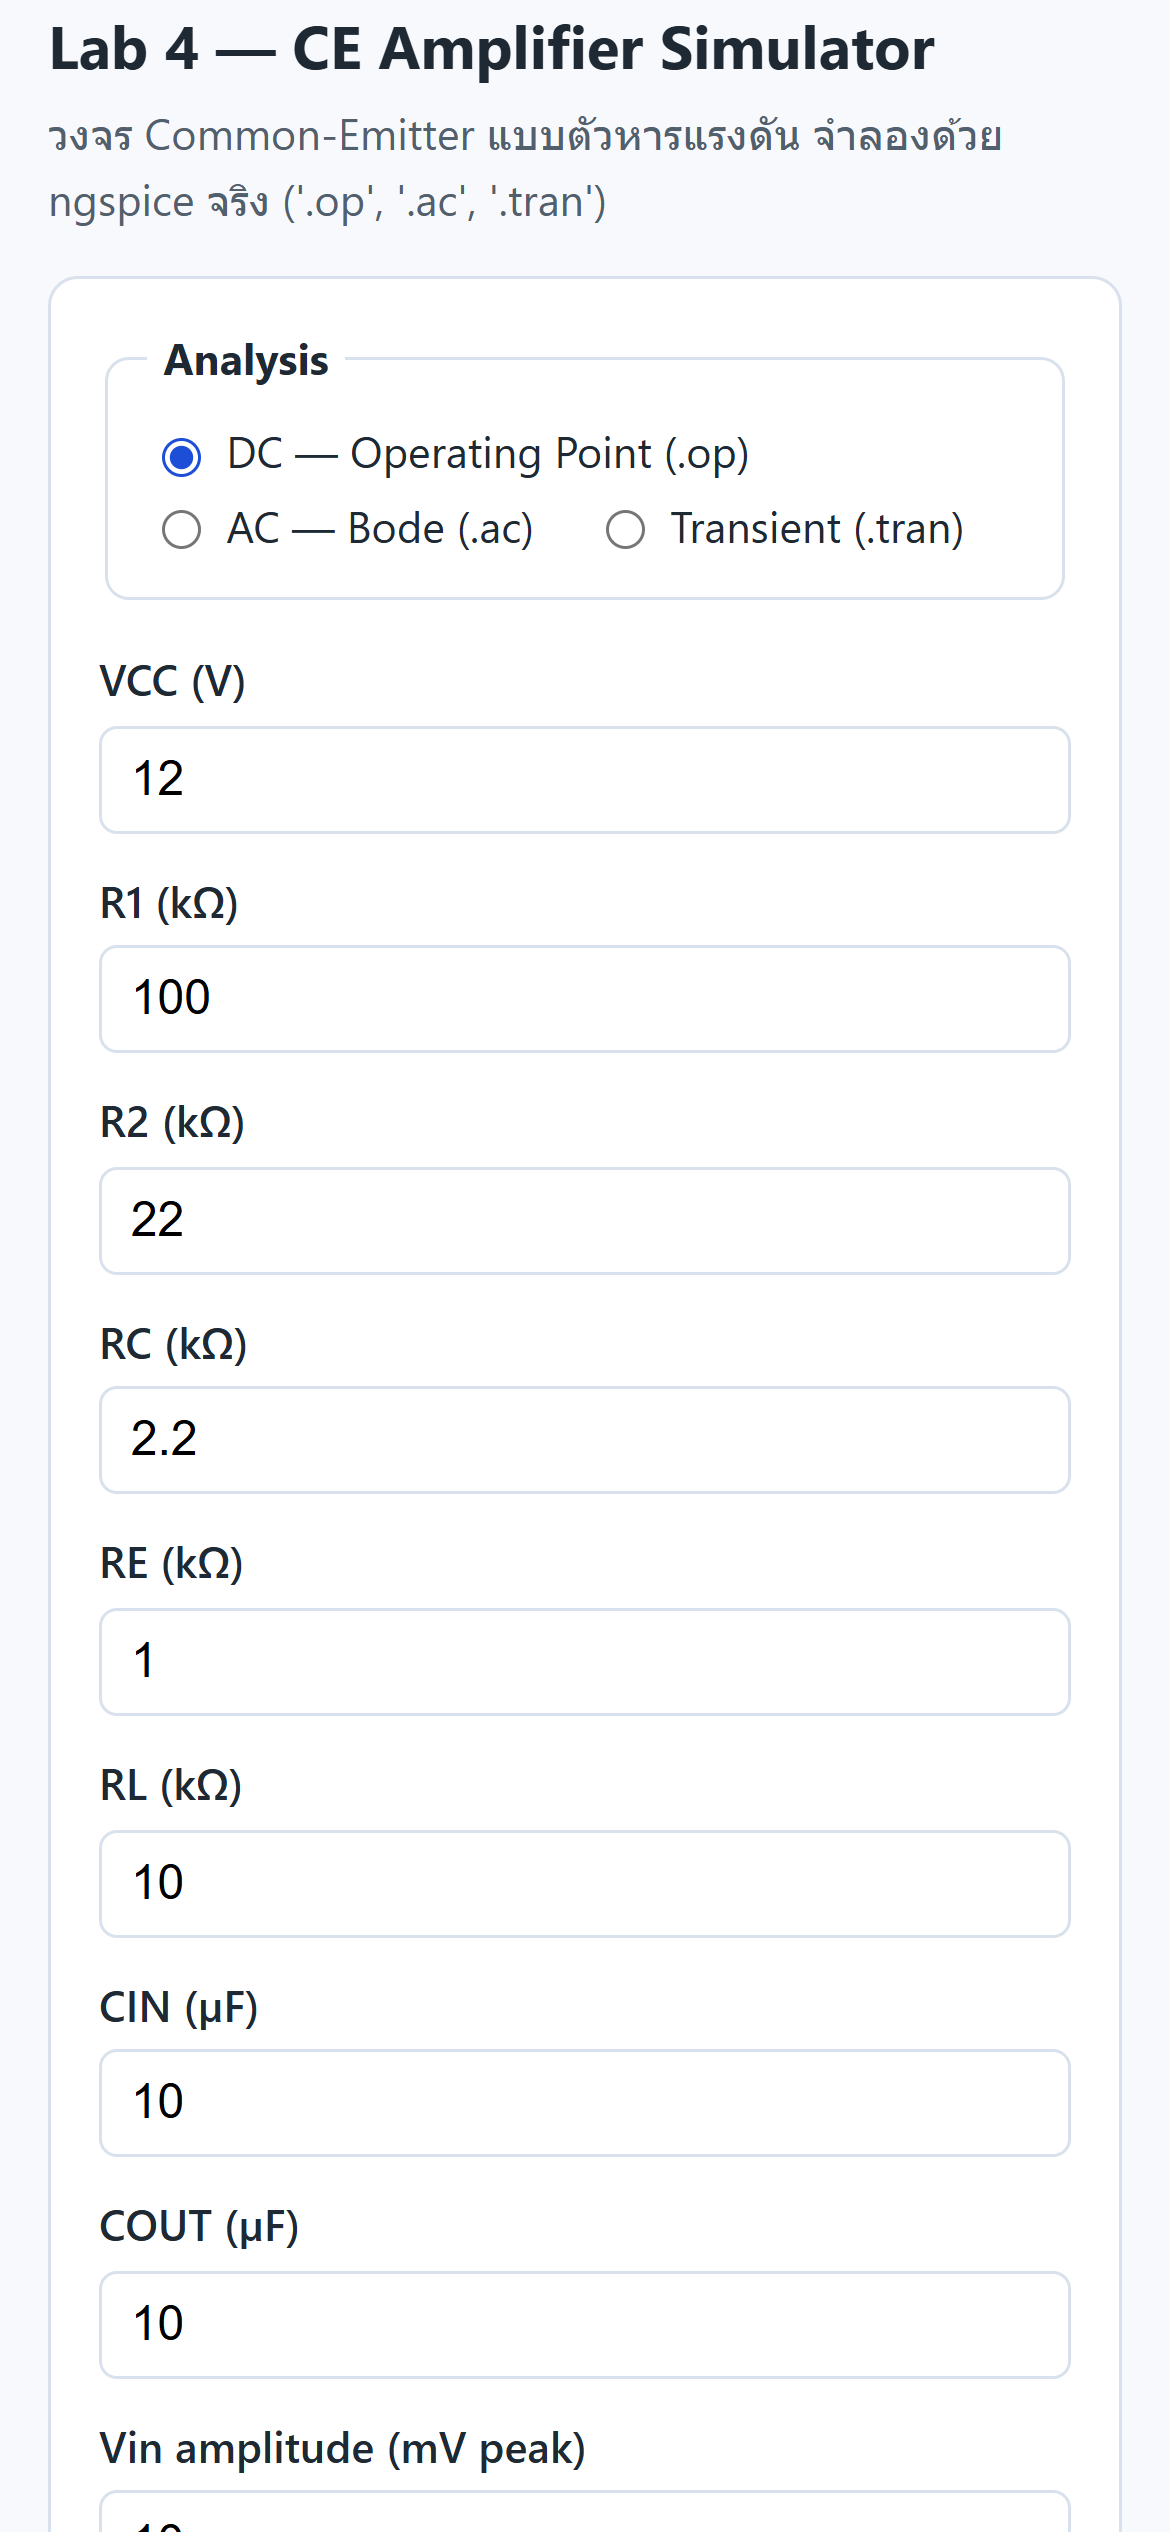 Lab 4 — CE Amplifier Simulator
วงจร Common-Emitter แบบตัวหารแรงดัน จำลองด้วย
ngspice จริง ('.op', '.ac', '.tran')
Analysis
DC — Operating Point (.op)
AC — Bode (.ac) Transient (.tran)
VCC (V)
12
R1 (kΩ)
100
R2 (kΩ)
22
RC (kΩ)
2.2
RE (kΩ)
1
RL (kΩ)
10
CIN (µF)
10
COUT (µF)
10
Vin amplitude (mV peak)